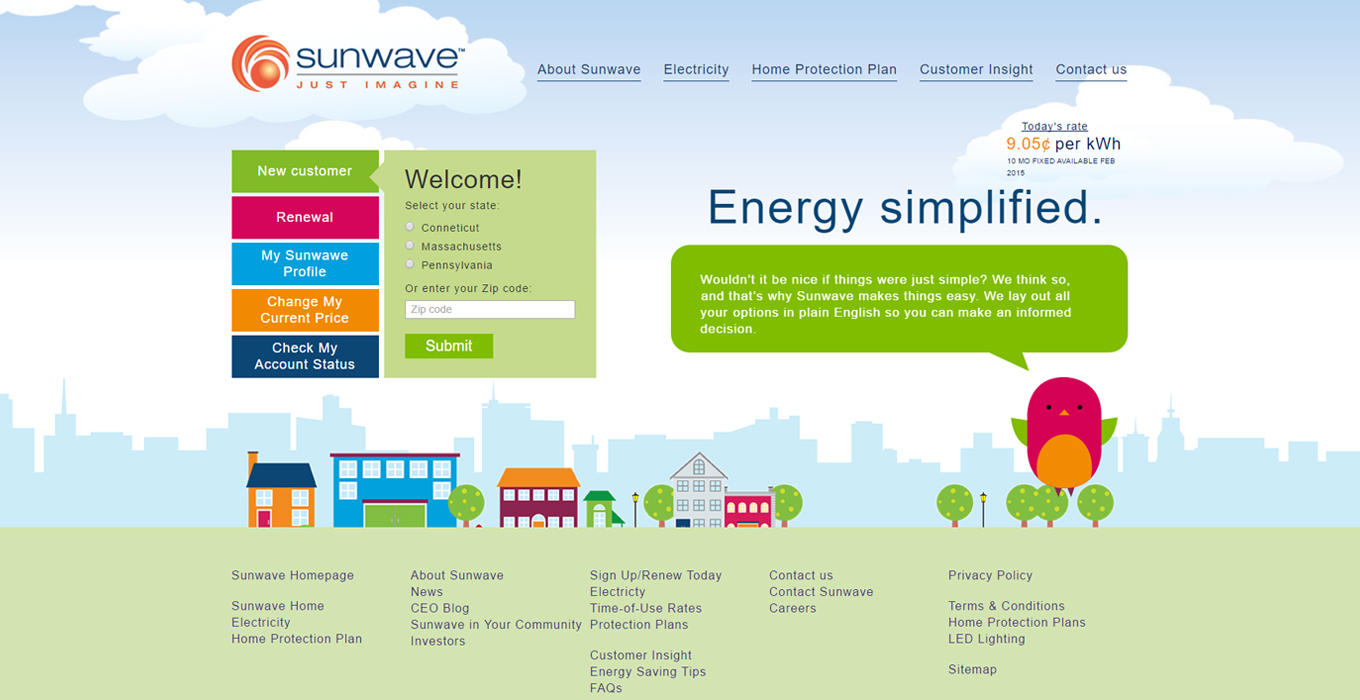 sunwave™
JUST IMAGINE
About Sunwave
Electricity
Home Protection Plan
Customer Insight
Contact us
Today's rate
9.05¢ per kWh
10 MO FIXED AVAILABLE FEB
2015
New customer
Renewal
My Sunwawe
Profile
Change My
Current Price
Check My
Account Status
Welcome!
Select your state:
Conneticut
Massachusetts
Pennsylvania
Or enter your Zip code:
Zip code
Submit
Energy simplified.
Wouldn't it be nice if things were just simple? We think so,
and that's why Sunwave makes things easy. We lay out all
your options in plain English so you can make an informed
decision.
Sunwave Homepage
Sunwave Home
Electricity
Home Protection Plan
About Sunwave
News
CEO Blog
Sunwave in Your Community
Investors
Sign Up/Renew Today
Electricty
Time-of-Use Rates
Protection Plans
Customer Insight
Energy Saving Tips
FAQs
Contact us
Contact Sunwave
Careers
Privacy Policy
Terms & Conditions
Home Protection Plans
LED Lighting
Sitemap